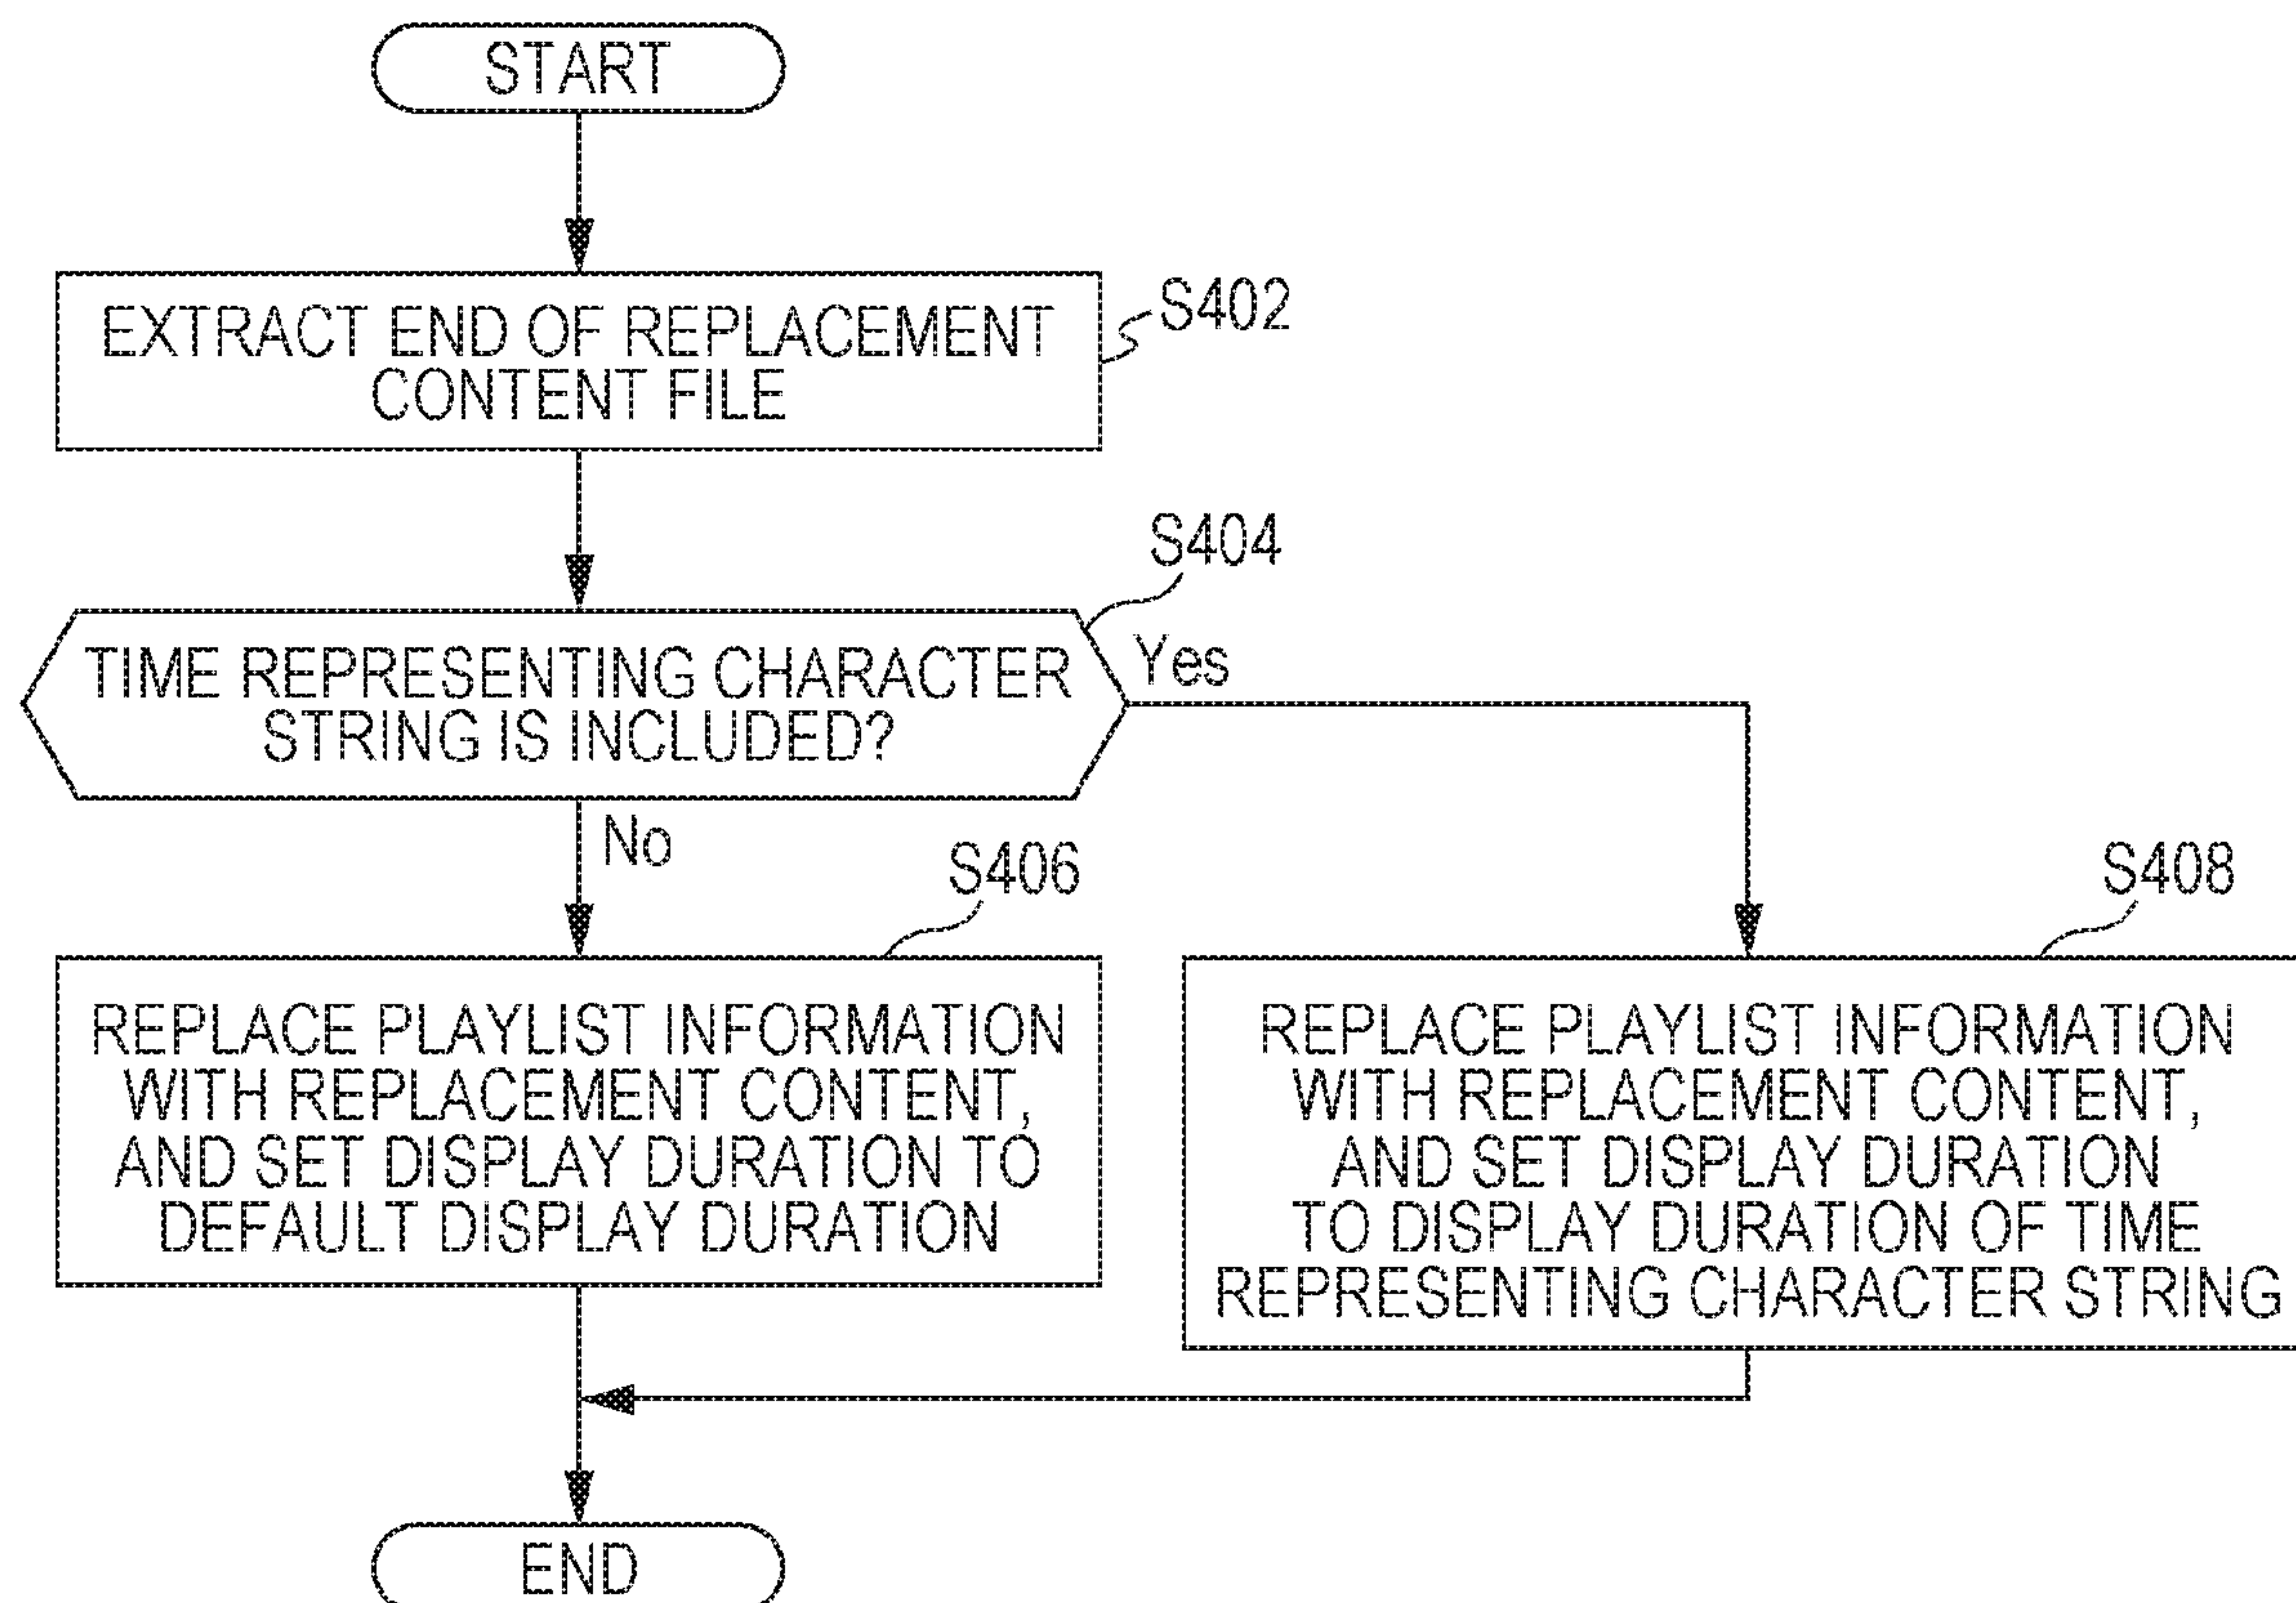 START
EXTRACT END OF REPLACEMENT
CONTENT FILE
S402
S404
TIME REPRESENTING CHARACTER
STRING IS INCLUDED?
Yes
No
S406
REPLACE PLAYLIST INFORMATION
WITH REPLACEMENT CONTENT,
AND SET DISPLAY DURATION TO
DEFAULT DISPLAY DURATION
S408
REPLACE PLAYLIST INFORMATION
WITH REPLACEMENT CONTENT,
AND SET DISPLAY DURATION
TO DISPLAY DURATION OF TIME
REPRESENTING CHARACTER STRING
END